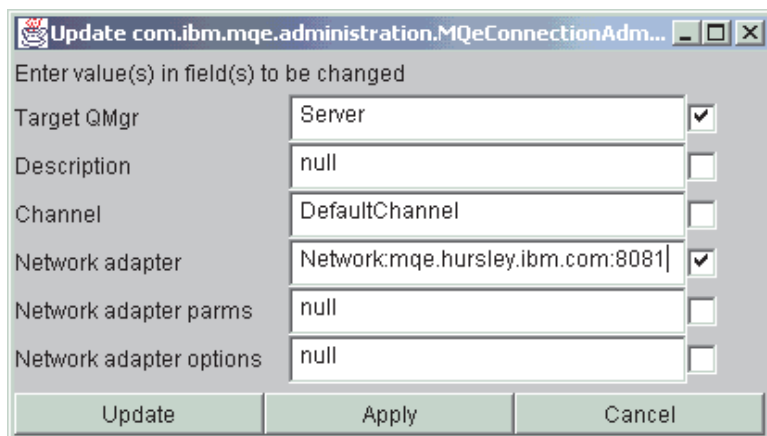 Update com.ibm.mqe.administration.MQeConnectionAdm...
Enter value(s) in field(s) to be changed
Target QMgr Server
Description null
Channel DefaultChannel
Network adapter Network:mqe.hursley.ibm.com:8081
Network adapter parms null
Network adapter options null
Update Apply Cancel